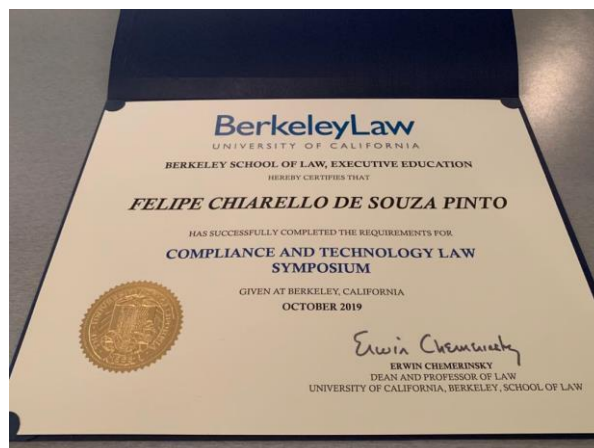 BerkeleyLaw
UNIVERSITY OF CALIFORNIA
BERKELEY SCHOOL OF LAW, EXECUTIVE EDUCATION
HEREBY CERTIFIES THAT
FELIPE CHIARELLO DE SOUZA PINTO
HAS SUCCESSFULLY COMPLETED THE REQUIREMENTS FOR
COMPLIANCE AND TECHNOLOGY LAW
SYMPOSIUM
GIVEN AT BERKELEY, CALIFORNIA
OCTOBER 2019
Erwin Chemerinsky
ERWIN CHEMERINSKY
DEAN AND PROFESSOR OF LAW
UNIVERSITY OF CALIFORNIA, BERKELEY, SCHOOL OF LAW